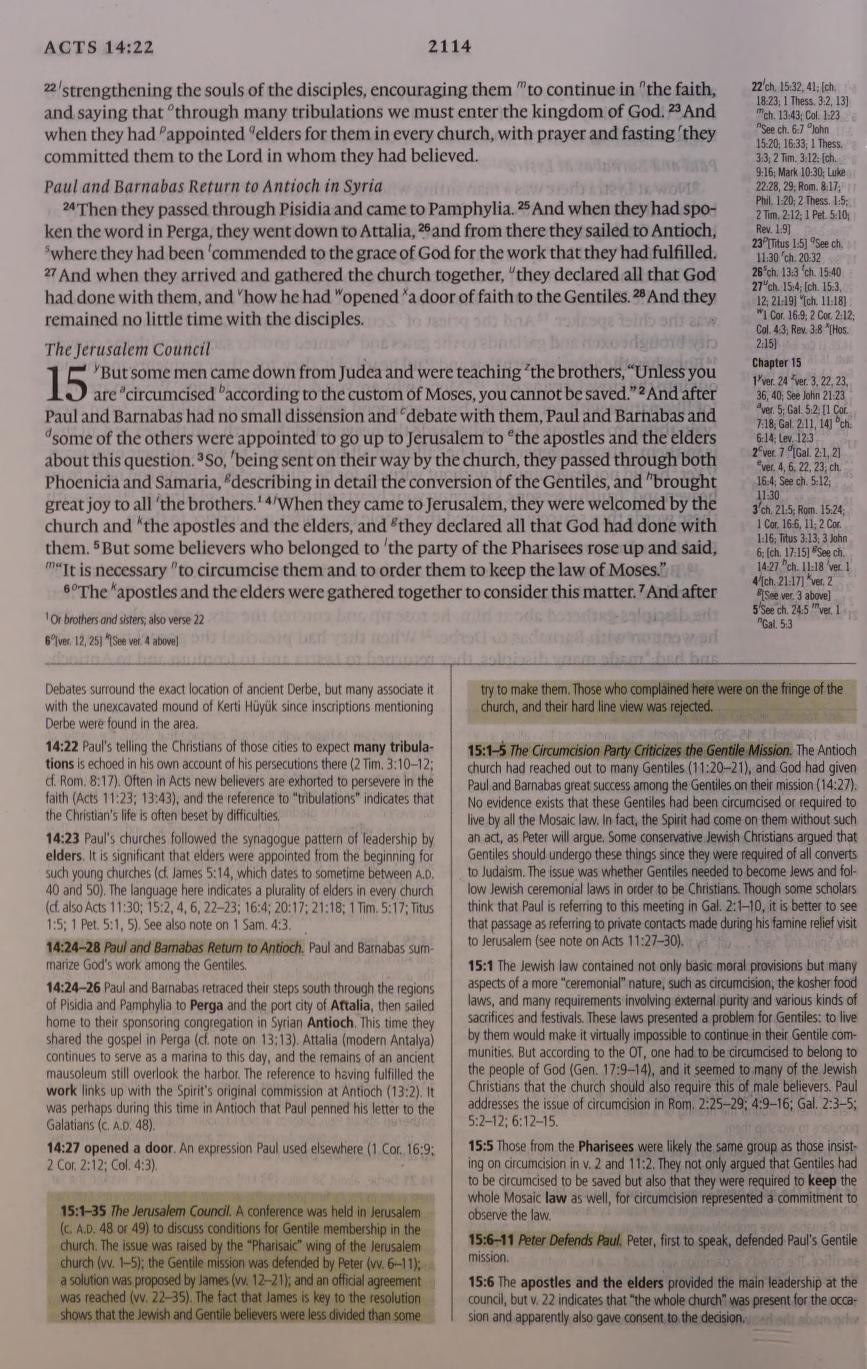 ACTS 14:22
2114
22 lstrengthening the souls of the disciples, encouraging them mto continue in nthe faith,
and saying that othrough many tribulations we must enter the kingdom of God. 23 And
when they had pappointed qelders for them in every church, with prayer and fasting rthey
committed them to the Lord in whom they had believed.
Paul and Barnabas Return to Antioch in Syria
24 Then they passed through Pisidia and came to Pamphylia. 25 And when they had spo-
ken the word in Perga, they went down to Attalia, 26 and from there they sailed to Antioch,
swhere they had been tcommended to the grace of God for the work that they had fulfilled.
27 And when they arrived and gathered the church together, uthey declared all that God
had done with them, and vhow he had wopened xa door of faith to the Gentiles. 28 And they
remained no little time with the disciples.
The Jerusalem Council
15 yBut some men came down from Judea and were teaching zthe brothers, “Unless you
are acircumcised baccording to the custom of Moses, you cannot be saved.” 2 And after
Paul and Barnabas had no small dissension and cdebate with them, Paul and Barnabas and
dsome of the others were appointed to go up to Jerusalem to ethe apostles and the elders
about this question. 3 So, fbeing sent on their way by the church, they passed through both
Phoenicia and Samaria, gdescribing in detail the conversion of the Gentiles, and hbrought
great joy to all ithe brothers.1 4 jWhen they came to Jerusalem, they were welcomed by the
church and kthe apostles and the elders, and gthey declared all that God had done with
them. 5 But some believers who belonged to lthe party of the Pharisees rose up and said,
m“It is necessary nto circumcise them and to order them to keep the law of Moses.”
6 oThe kapostles and the elders were gathered together to consider this matter. 7 And after
1 Or brothers and sisters; also verse 22
6 o[ver. 12, 25] k[See ver. 4 above]
22 lch. 15:32, 41; [ch.
18:23; 1 Thess. 3:2, 13]
mch. 13:43; Col. 1:23
nSee ch. 6:7 oJohn
15:20; 16:33; 1 Thess.
3:3; 2 Tim. 3:12; [ch.
9:16; Mark 10:30; Luke
22:28, 29; Rom. 8:17;
Phil. 1:20; 2 Thess. 1:5;
2 Tim. 2:12; 1 Pet. 5:10;
Rev. 1:9]
23 p[Titus 1:5] qSee ch.
11:30 rch. 20:32
26 sch. 13:3 tch. 15:40
27 uch. 15:4; [ch. 15:3,
12; 21:19] v[ch. 11:18]
w1 Cor. 16:9; 2 Cor. 2:12;
Col. 4:3; Rev. 3:8 x[Hos.
2:15]
Chapter 15
1 yver. 24 zver. 3, 22, 23,
36, 40; See John 21:23
aver. 5; Gal. 5:2; [1 Cor.
7:18; Gal. 2:11, 14] bch.
6:14; Lev. 12:3
2 cver. 7 d[Gal. 2:1, 2]
ever. 4, 6, 22, 23; ch.
16:4; See ch. 5:12;
11:30
3 fch. 21:5; Rom. 15:24;
1 Cor. 16:6, 11; 2 Cor.
1:16; Titus 3:13; 3 John
6; [ch. 17:15] gSee ch.
14:27 hch. 11:18 iver. 1
4 j[ch. 21:17] kver. 2
g[See ver. 3 above]
5 lSee ch. 24:5 mver. 1
nGal. 5:3
Debates surround the exact location of ancient Derbe, but many associate it
with the unexcavated mound of Kerti Hüyük since inscriptions mentioning
Derbe were found in the area.
14:22 Paul's telling the Christians of those cities to expect many tribula-
tions is echoed in his own account of his persecutions there (2 Tim. 3:10–12;
cf. Rom. 8:17). Often in Acts new believers are exhorted to persevere in the
faith (Acts 11:23; 13:43), and the reference to “tribulations” indicates that
the Christian's life is often beset by difficulties.
14:23 Paul's churches followed the synagogue pattern of leadership by
elders. It is significant that elders were appointed from the beginning for
such young churches (cf. James 5:14, which dates to sometime between A.D.
40 and 50). The language here indicates a plurality of elders in every church
(cf. also Acts 11:30; 15:2, 4, 6, 22–23; 16:4; 20:17; 21:18; 1 Tim. 5:17; Titus
1:5; 1 Pet. 5:1, 5). See also note on 1 Sam. 4:3.
14:24–28 Paul and Barnabas Return to Antioch. Paul and Barnabas sum-
marize God's work among the Gentiles.
14:24–26 Paul and Barnabas retraced their steps south through the regions
of Pisidia and Pamphylia to Perga and the port city of Attalia, then sailed
home to their sponsoring congregation in Syrian Antioch. This time they
shared the gospel in Perga (cf. note on 13:13). Attalia (modern Antalya)
continues to serve as a marina to this day, and the remains of an ancient
mausoleum still overlook the harbor. The reference to having fulfilled the
work links up with the Spirit's original commission at Antioch (13:2). It
was perhaps during this time in Antioch that Paul penned his letter to the
Galatians (c. A.D. 48).
14:27 opened a door. An expression Paul used elsewhere (1 Cor. 16:9;
2 Cor. 2:12; Col. 4:3).
15:1–35 The Jerusalem Council. A conference was held in Jerusalem
(c. A.D. 48 or 49) to discuss conditions for Gentile membership in the
church. The issue was raised by the “Pharisaic” wing of the Jerusalem
church (vv. 1–5); the Gentile mission was defended by Peter (vv. 6–11);
a solution was proposed by James (vv. 12–21); and an official agreement
was reached (vv. 22–35). The fact that James is key to the resolution
shows that the Jewish and Gentile believers were less divided than some
try to make them. Those who complained here were on the fringe of the
church, and their hard line view was rejected.
15:1–5 The Circumcision Party Criticizes the Gentile Mission. The Antioch
church had reached out to many Gentiles (11:20–21), and God had given
Paul and Barnabas great success among the Gentiles on their mission (14:27).
No evidence exists that these Gentiles had been circumcised or required to
live by all the Mosaic law. In fact, the Spirit had come on them without such
an act, as Peter will argue. Some conservative Jewish Christians argued that
Gentiles should undergo these things since they were required of all converts
to Judaism. The issue was whether Gentiles needed to become Jews and fol-
low Jewish ceremonial laws in order to be Christians. Though some scholars
think that Paul is referring to this meeting in Gal. 2:1–10, it is better to see
that passage as referring to private contacts made during his famine relief visit
to Jerusalem (see note on Acts 11:27–30).
15:1 The Jewish law contained not only basic moral provisions but many
aspects of a more “ceremonial” nature, such as circumcision, the kosher food
laws, and many requirements involving external purity and various kinds of
sacrifices and festivals. These laws presented a problem for Gentiles: to live
by them would make it virtually impossible to continue in their Gentile com-
munities. But according to the OT, one had to be circumcised to belong to
the people of God (Gen. 17:9–14), and it seemed to many of the Jewish
Christians that the church should also require this of male believers. Paul
addresses the issue of circumcision in Rom. 2:25–29; 4:9–16; Gal. 2:3–5;
5:2–12; 6:12–15.
15:5 Those from the Pharisees were likely the same group as those insist-
ing on circumcision in v. 2 and 11:2. They not only argued that Gentiles had
to be circumcised to be saved but also that they were required to keep the
whole Mosaic law as well, for circumcision represented a commitment to
observe the law.
15:6–11 Peter Defends Paul. Peter, first to speak, defended Paul's Gentile
mission.
15:6 The apostles and the elders provided the main leadership at the
council, but v. 22 indicates that “the whole church” was present for the occa-
sion and apparently also gave consent to the decision.